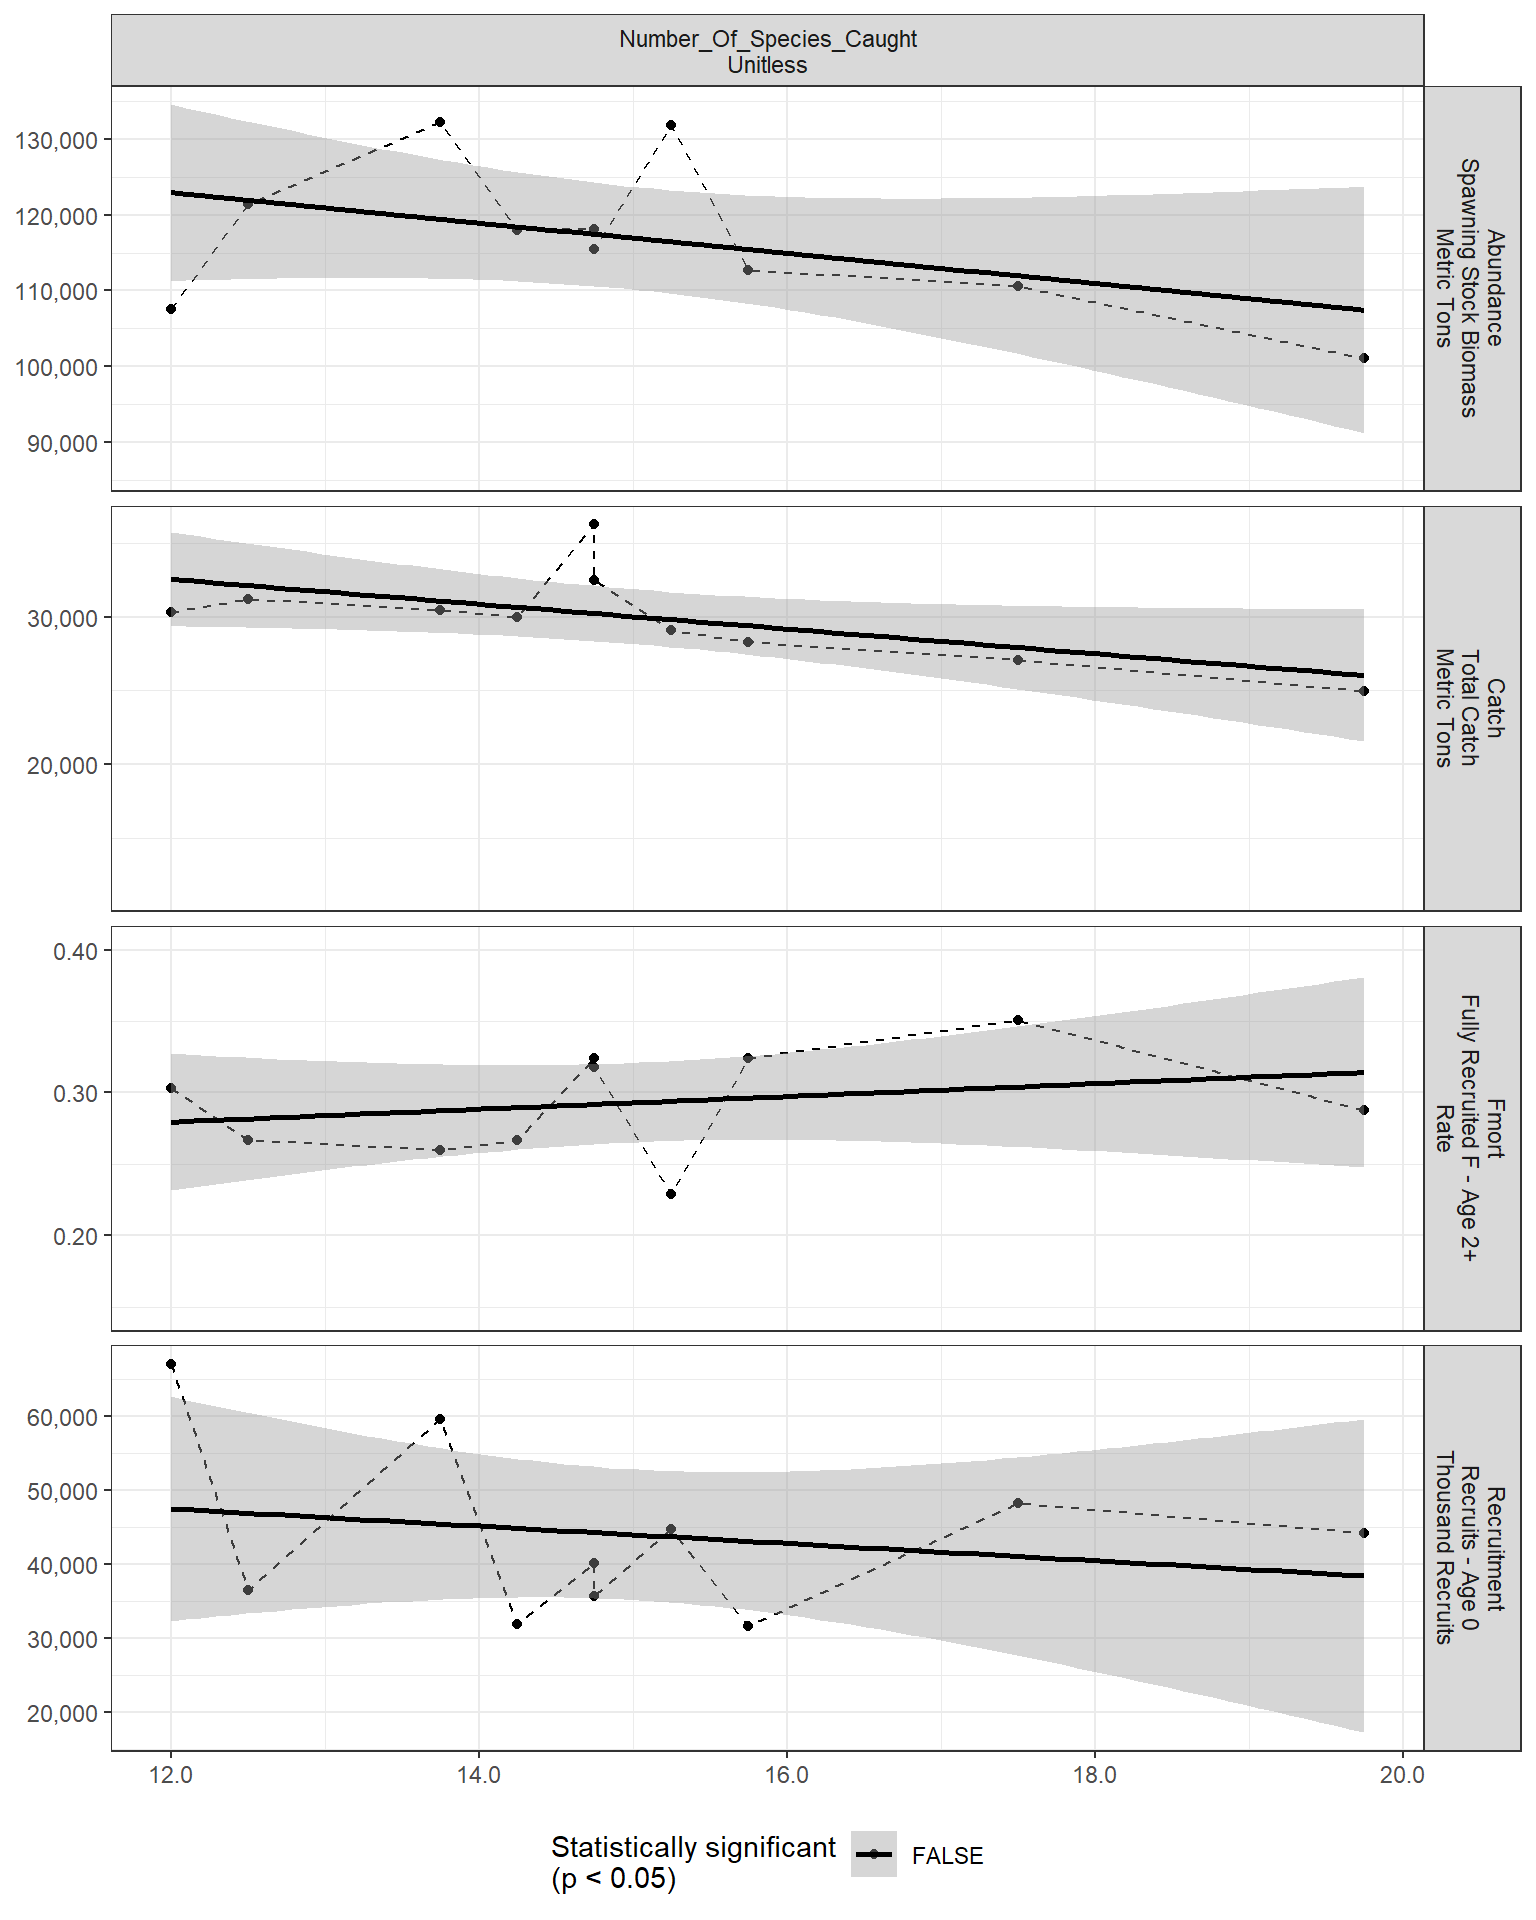 Number_Of_Species_Caught
Unitless
130,000
120,000
110,000
100,000
90,000
Abundance
Spawning Stock Biomass
Metric Tons
30,000
20,000
Catch
Total Catch
Metric Tons
0.40
0.30
0.20
Fmort
Fully Recruited F - Age 2+
Rate
60,000
50,000
40,000
30,000
20,000
Recruitment
Recruits - Age 0
Thousand Recruits
12.0
14.0
16.0
18.0
20.0
Statistically significant
(p < 0.05)
FALSE